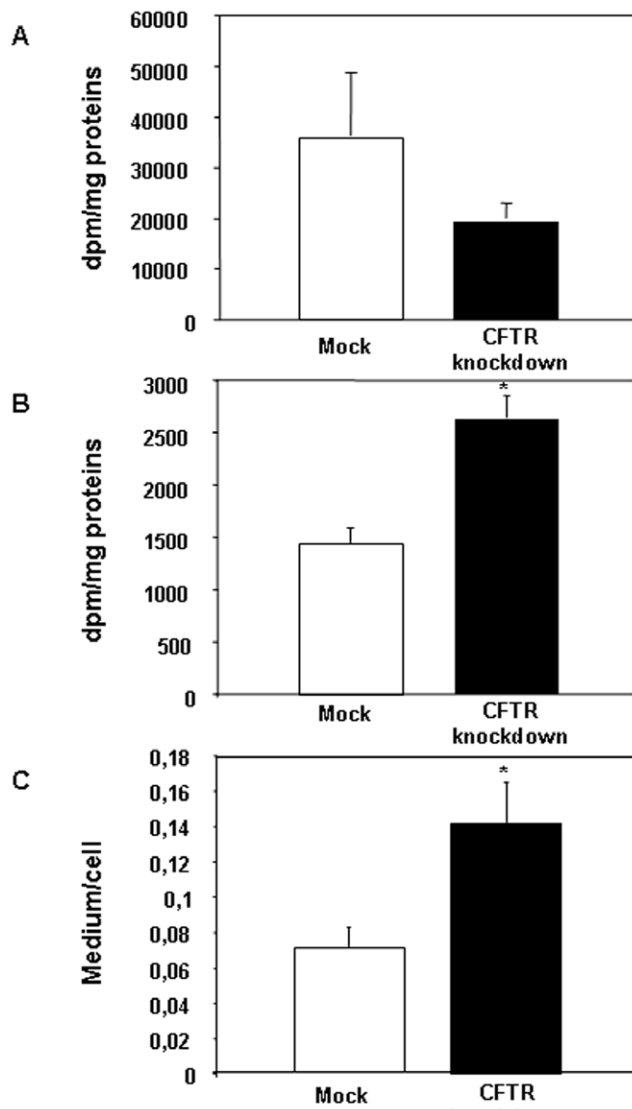 A
dpm/mg proteins
60000
50000
40000
30000
20000
10000
0
Mock
CFTR
knockdown
B
dpm/mg proteins
3000
2500
2000
1500
1000
500
0
*
Mock
CFTR
knockdown
C
Medium/cell
0,18
0,16
0,14
0,12
0,1
0,08
0,06
0,04
0,02
0
*
Mock
CFTR